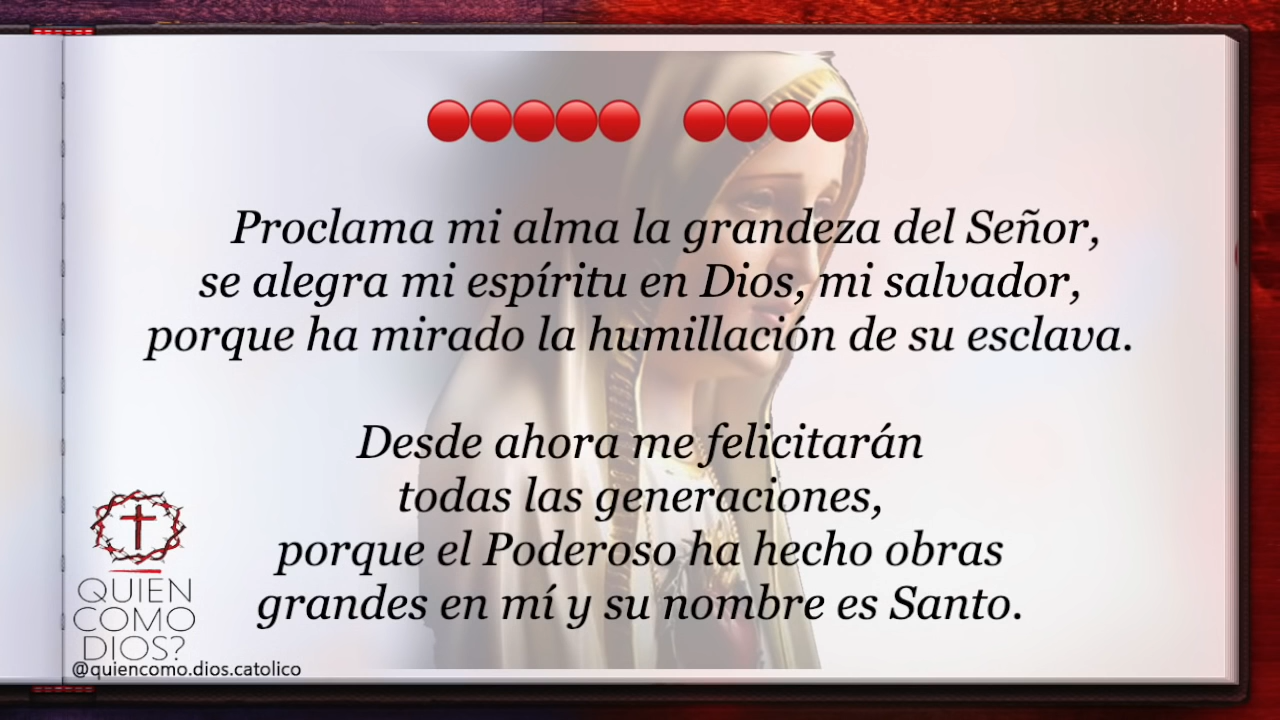 Proclama mi alma la grandeza del Señor,
se alegra mi espíritu en Dios, mi salvador,
porque ha mirado la humillación de su esclava.
Desde ahora me felicitarán
todas las generaciones,
porque el Poderoso ha hecho obras
grandes en mí y su nombre es Santo.
QUIEN
COMO
DIOS?
@quiencomo.dios.catolico